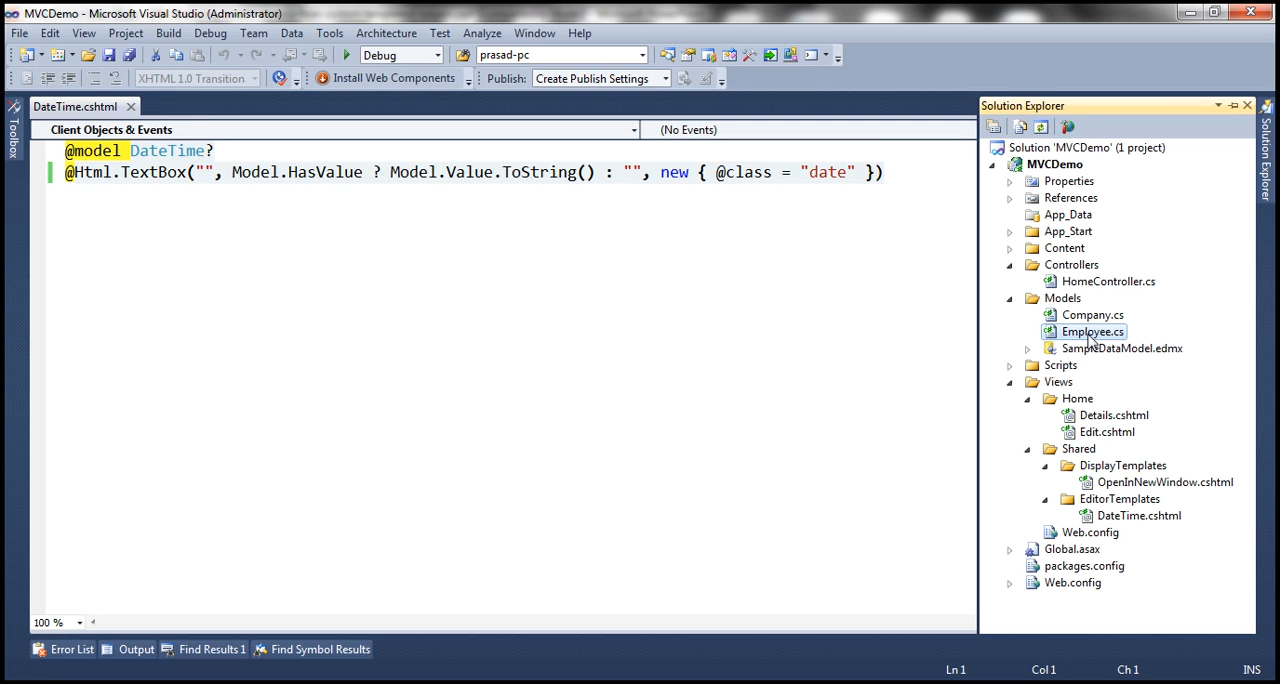 MVCDemo - Microsoft Visual Studio (Administrator)
File Edit View Project Build Debug Team Data Tools Architecture Test Analyze Window Help
Debug prasad-pc
XHTML 1.0 Transition Install Web Components Publish: Create Publish Settings
Toolbox
DateTime.cshtml
Client Objects & Events (No Events)
@model DateTime?
@Html.TextBox("", Model.HasValue ? Model.Value.ToString() : "", new { @class = "date" })
100 %
Solution Explorer
Solution 'MVCDemo' (1 project)
MVCDemo
Properties
References
App_Data
App_Start
Content
Controllers
HomeController.cs
Models
Company.cs
Employee.cs
SampleDataModel.edmx
Scripts
Views
Home
Details.cshtml
Edit.cshtml
Shared
DisplayTemplates
OpenInNewWindow.cshtml
EditorTemplates
DateTime.cshtml
Web.config
Global.asax
packages.config
Web.config
Solution Explorer
Error List Output Find Results 1 Find Symbol Results
Ln 1 Col 1 Ch 1 INS